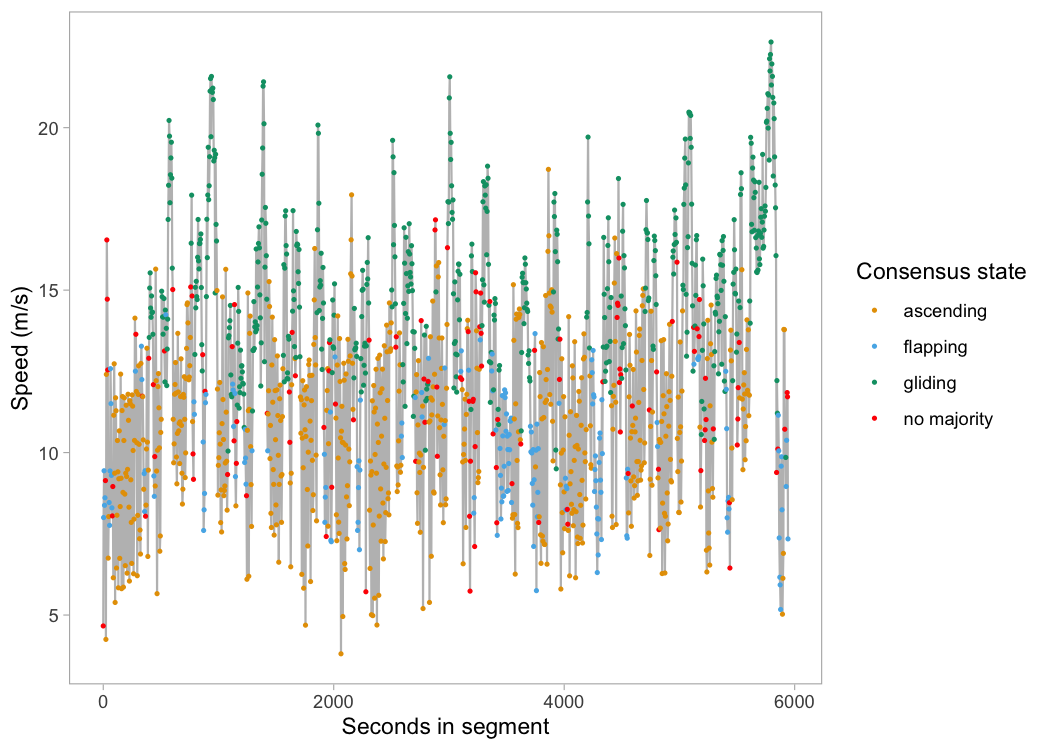 20
15
10
5
Speed (m/s)
0
2000
4000
6000
Seconds in segment
Consensus state
ascending
flapping
gliding
no majority